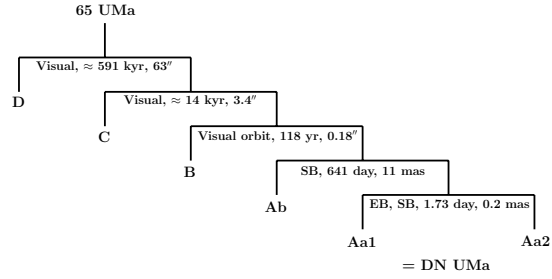 65 UMa
Visual, ≈ 591 kyr, 63″
D
Visual, ≈ 14 kyr, 3.4″
C
Visual orbit, 118 yr, 0.18″
B
SB, 641 day, 11 mas
Ab
EB, SB, 1.73 day, 0.2 mas
Aa1
Aa2
= DN UMa